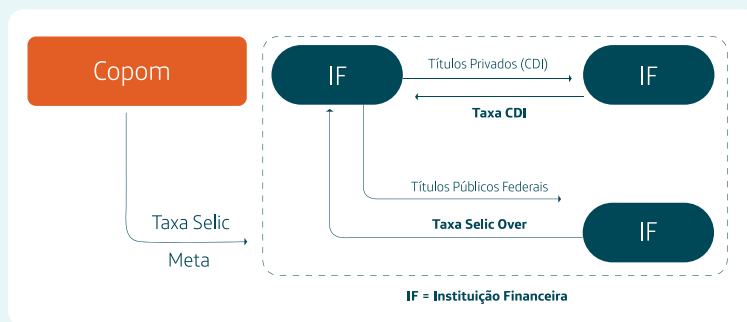 Copom
IF
Títulos Privados (CDI)
Taxa CDI
IF
Títulos Públicos Federais
Taxa Selic Over
IF
Taxa Selic
Meta
IF = Instituição Financeira